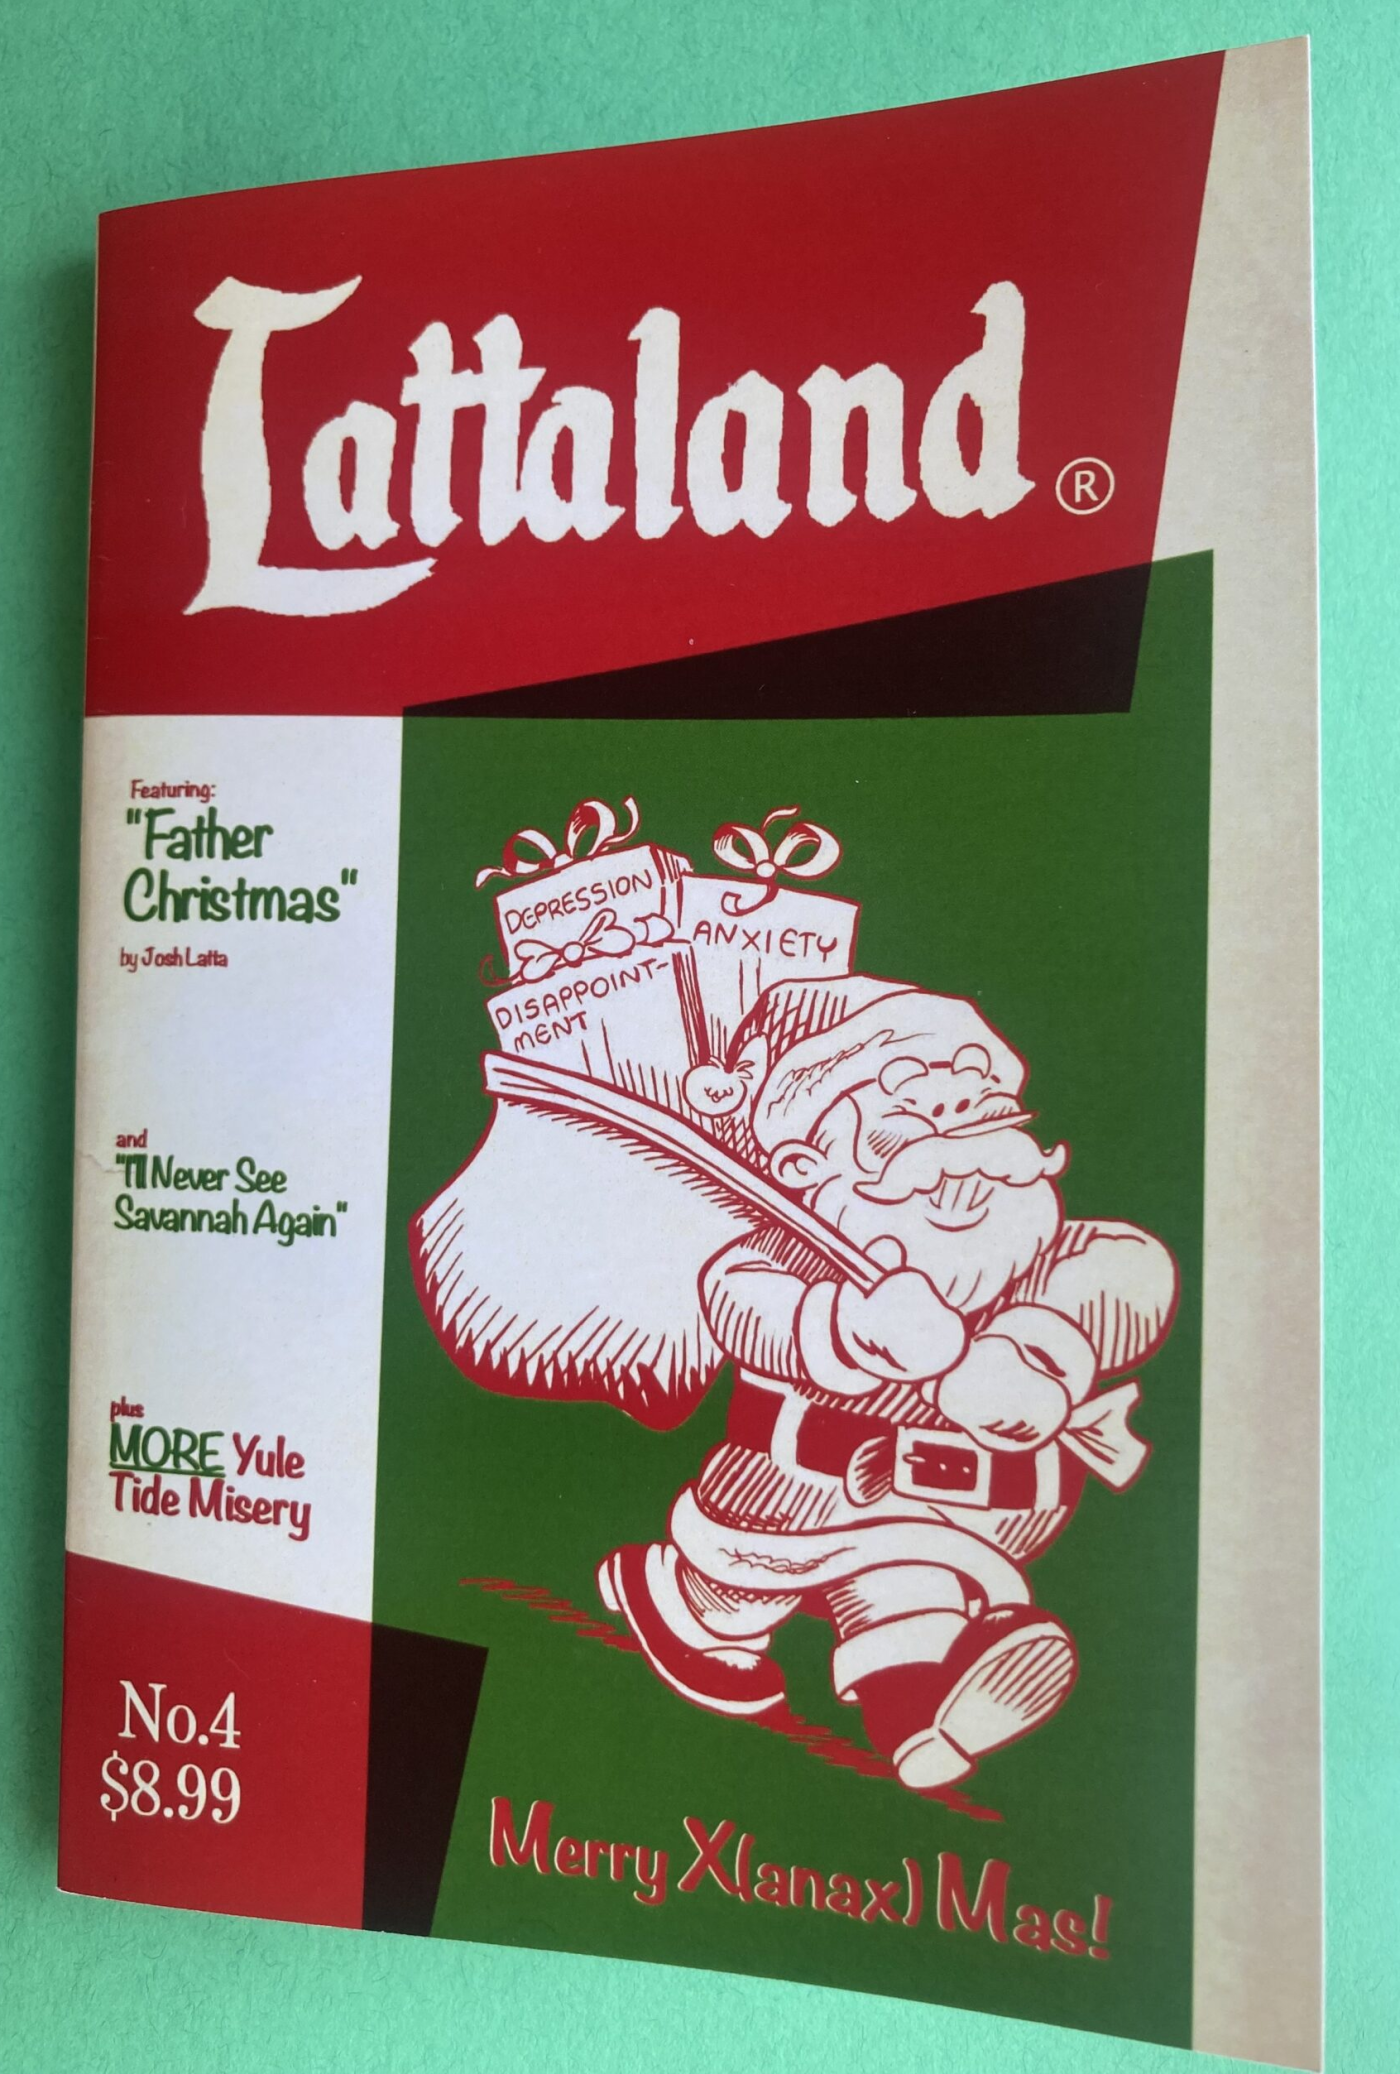 Lattaland ®
Featuring:
"Father
Christmas"
by Josh Latta
and
"I'll Never See
Savannah Again"
plus
MORE Yule
Tide Misery
No.4
$8.99
DEPRESSION
ANXIETY
DISAPPOINT-
MENT
Merry X(anax) Mas!